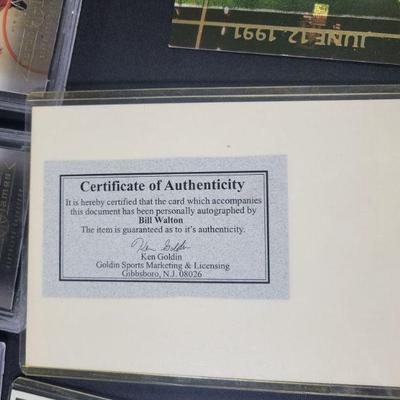 JUNE 12, 1991
Certificate of Authenticity
It is hereby certified that the card which accompanies
this document has been personally autographed by
Bill Walton
The item is guaranteed as to it's authenticity.
Ken Goldin
Ken Goldin
Goldin Sports Marketing & Licensing
Gibbsboro, N.J. 08026